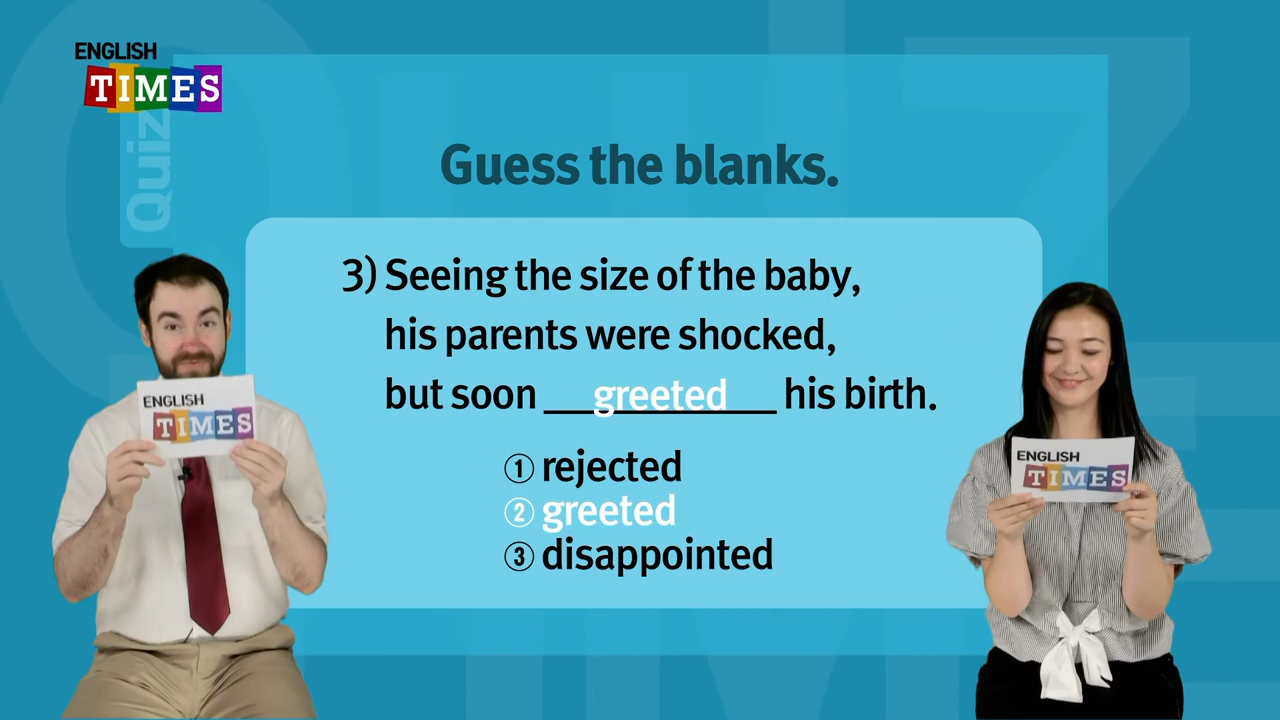 ENGLISH
TIMES
Quiz
Guess the blanks.
3) Seeing the size of the baby,
his parents were shocked,
but soon greeted his birth.
① rejected
② greeted
③ disappointed
ENGLISH
TIMES
ENGLISH
TIMES